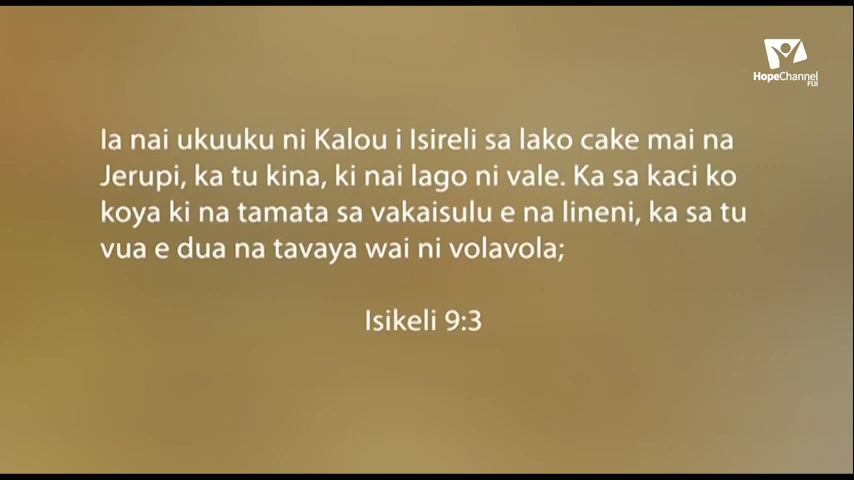 HopeChannel
FIJI
Ia nai ukuuku ni Kalou i Isireli sa lako cake mai na
Jerupi, ka tu kina, ki nai lago ni vale. Ka sa kaci ko
koya ki na tamata sa vakaisulu e na lineni, ka sa tu
vua e dua na tavaya wai ni volavola;
Isikeli 9:3